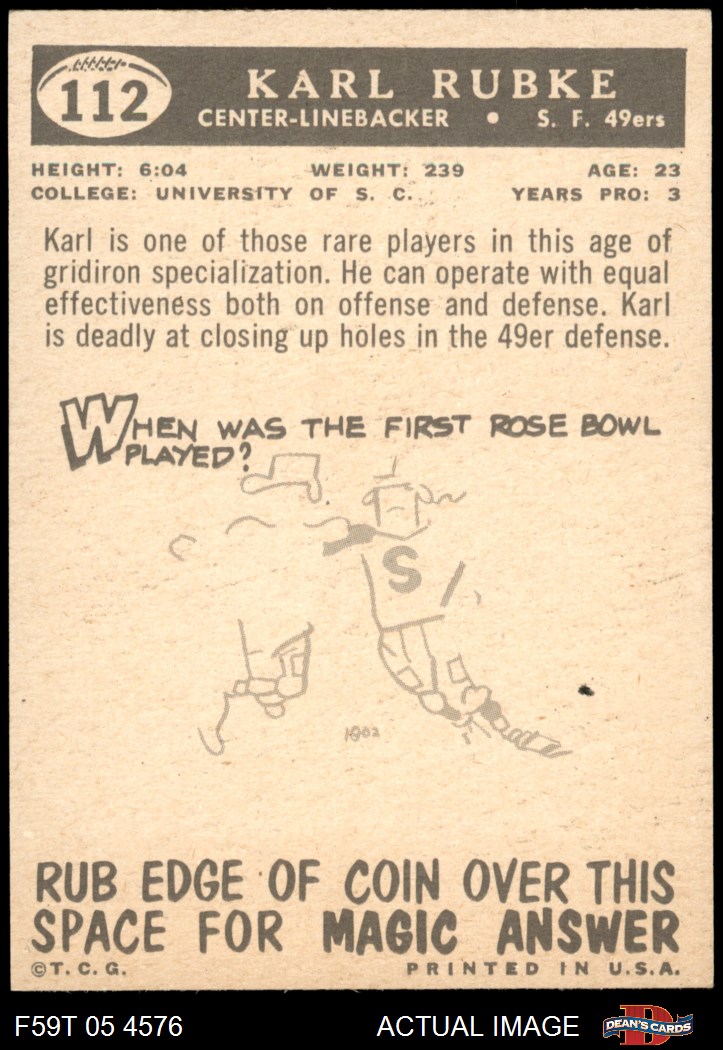 112
KARL RUBKE
CENTER-LINEBACKER • S. F. 49ers
HEIGHT: 6:04 WEIGHT: 239 AGE: 23
COLLEGE: UNIVERSITY OF S. C. YEARS PRO: 3
Karl is one of those rare players in this age of
gridiron specialization. He can operate with equal
effectiveness both on offense and defense. Karl
is deadly at closing up holes in the 49er defense.
WHEN WAS THE FIRST ROSE BOWL
PLAYED?
S
1902
RUB EDGE OF COIN OVER THIS
SPACE FOR MAGIC ANSWER
©T. C. G. PRINTED IN U.S.A.
F59T 05 4576 ACTUAL IMAGE
D
DEAN'S CARDS